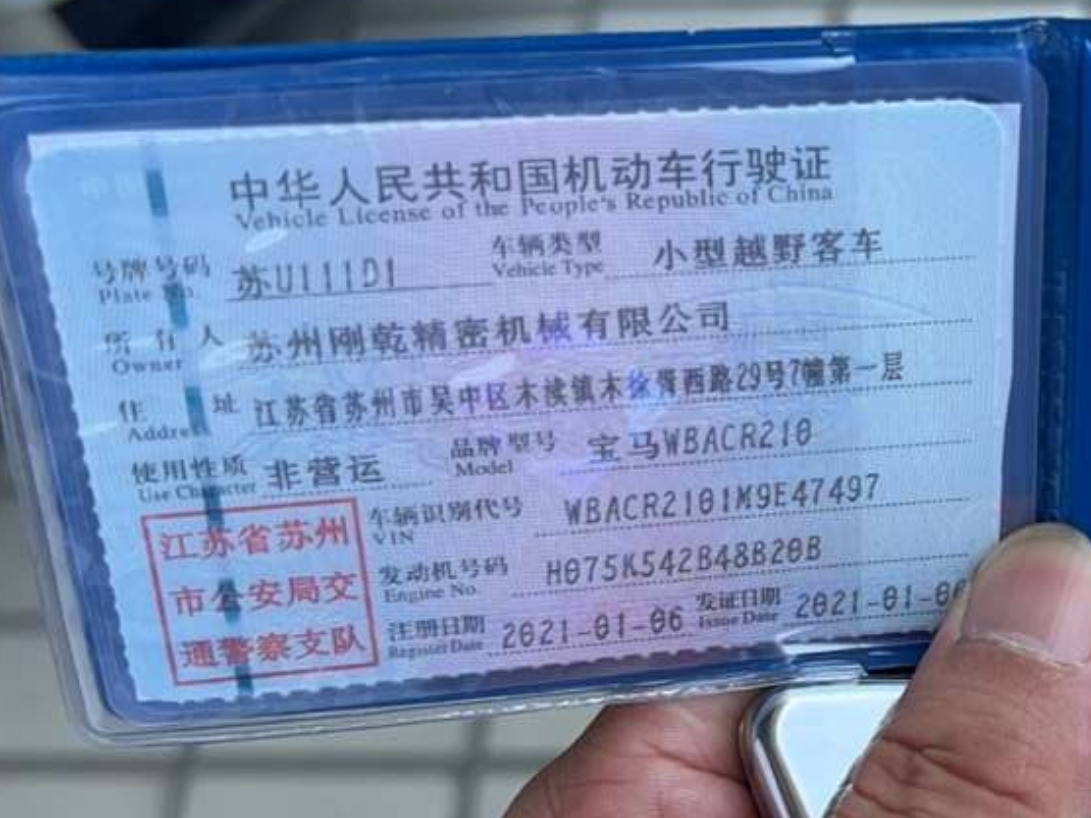 中华人民共和国机动车行驶证
Vehicle License of the People's Republic of China
号牌号码 苏U111D1 车辆类型 小型越野客车
Plate No. Vehicle Type
所有人 苏州刚乾精密机械有限公司
Owner
住址 江苏省苏州市吴中区木渎镇木徐胥西路29号7幢第一层
Address
使用性质 非营运 品牌型号 宝马WBACR210
Use Character Model
江苏省苏州
市公安局交
通警察支队
车辆识别代号 WBACR2101M9E47497
VIN
发动机号码 H075K542B48B20B
Engine No.
注册日期 2021-01-06 发证日期 2021-01-06
Register Date Issue Date